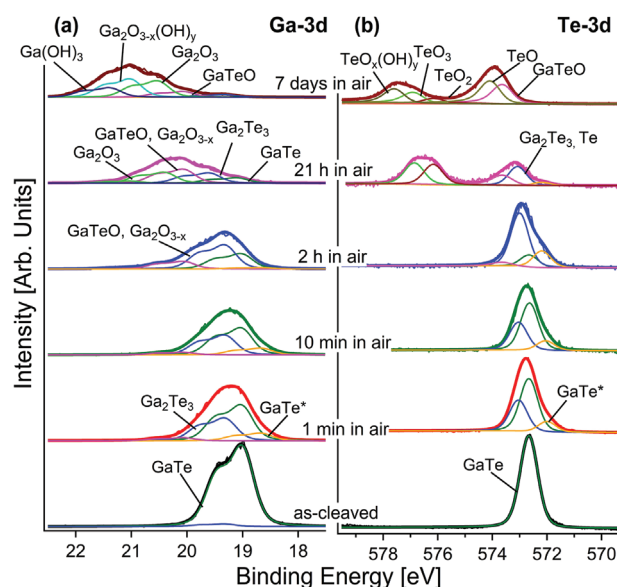 (a) Ga-3d
(b) Te-3d
Ga(OH)₃
Ga₂O₃₋ₓ(OH)ᵧ
Ga₂O₃
GaTeO
TeOₓ(OH)ᵧ
TeO₃
TeO₂
TeO
GaTeO
7 days in air
GaTeO, Ga₂O₃₋ₓ
Ga₂O₃
Ga₂Te₃
GaTe
Ga₂Te₃, Te
21 h in air
GaTeO, Ga₂O₃₋ₓ
2 h in air
10 min in air
Ga₂Te₃
GaTe*
GaTe*
1 min in air
GaTe
GaTe
as-cleaved
Intensity [Arb. Units]
22 21 20 19 18
578 576 574 572 570
Binding Energy [eV]